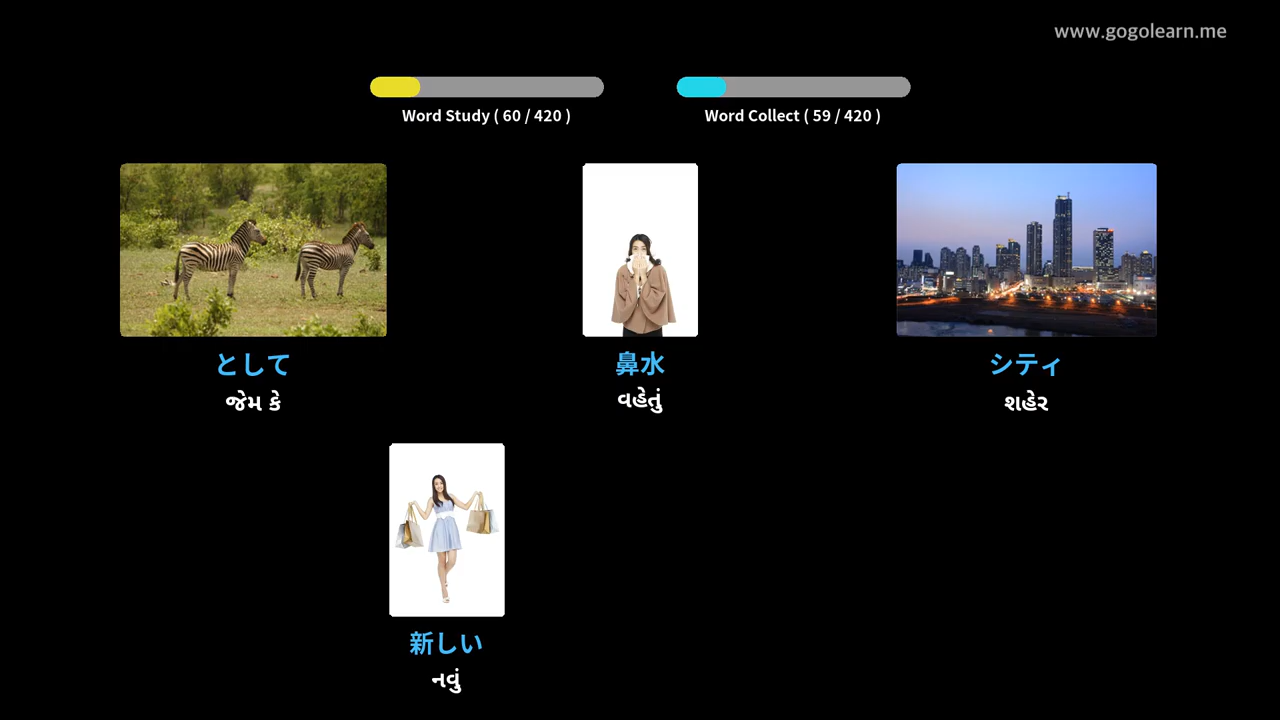 www.gogolearn.me
Word Study ( 60 / 420 )
Word Collect ( 59 / 420 )
として
જેમ કે
鼻水
વહેતું
シティ
શહેર
新しい
નવું